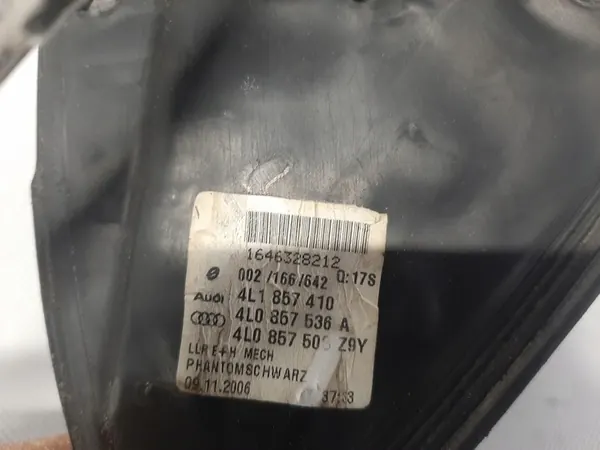 1646328212
002/166/642 Q:17S
Audi 4L1 857 410
4L0 857 536 A
4L0 857 508 Z9Y
LLR E+H MECH
PHANTOMSCHWARZ
09.11.2006